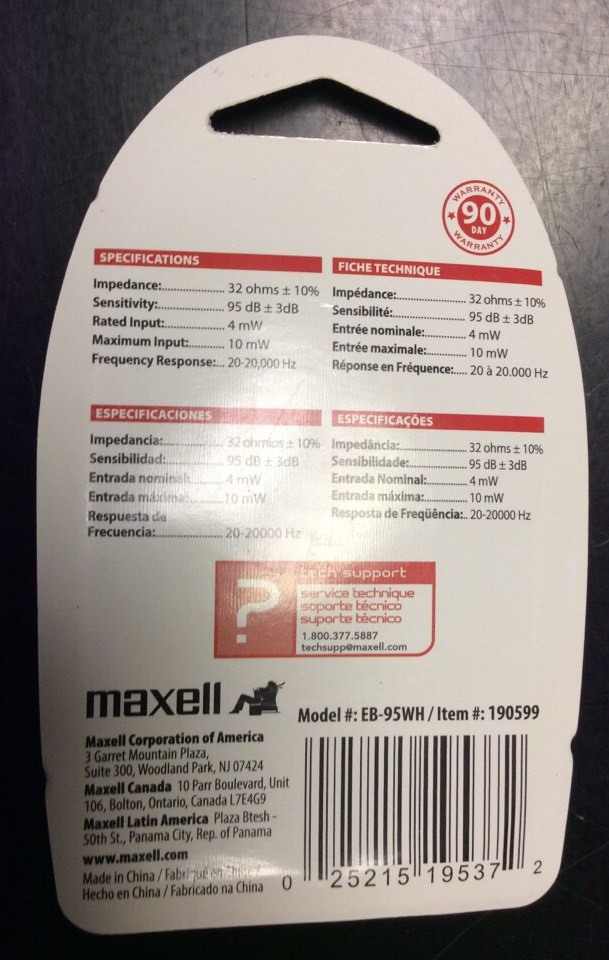 WARRANTY
90
DAY
WARRANTY
SPECIFICATIONS
Impedance:.................... 32 ohms ± 10%
Sensitivity:.................... 95 dB ± 3dB
Rated Input:................... 4 mW
Maximum Input:............ 10 mW
Frequency Response:... 20-20,000 Hz
FICHE TECHNIQUE
Impédance:...................... 32 ohms ±10%
Sensibilité:...................... 95 dB ± 3dB
Entrée nominale:............. 4 mW
Entrée maximale:............ 10 mW
Réponse en Fréquence:.... 20 à 20.000 Hz
ESPECIFICACIONES
Impedancia:.................... 32 ohmios ± 10%
Sensibilidad:................... 95 dB ± 3dB
Entrada nominal:............ 4 mW
Entrada máxima:............ 10 mW
Respuesta de
Frecuencia:...................... 20-20000 Hz
ESPECIFICAÇÕES
Impedância:...................... 32 ohms ± 10%
Sensibilidade:.................. 95 dB ± 3dB
Entrada Nominal:............ 4 mW
Entrada máxima:............. 10 mW
Resposta de Freqüência:.. 20-20000 Hz
?
tech support
service technique
soporte técnico
suporte técnico
1.800.377.5887
techsupp@maxell.com
maxell
Model #: EB-95WH / Item #: 190599
Maxell Corporation of America
3 Garret Mountain Plaza,
Suite 300, Woodland Park, NJ 07424
Maxell Canada 10 Parr Boulevard, Unit
106, Bolton, Ontario, Canada L7E4G9
Maxell Latin America Plaza Btesh -
50th St., Panama City, Rep. of Panama
www.maxell.com
Made in China / Fabriqué en Chine /
Hecho en China / Fabricado na China
0 25215 19537 2